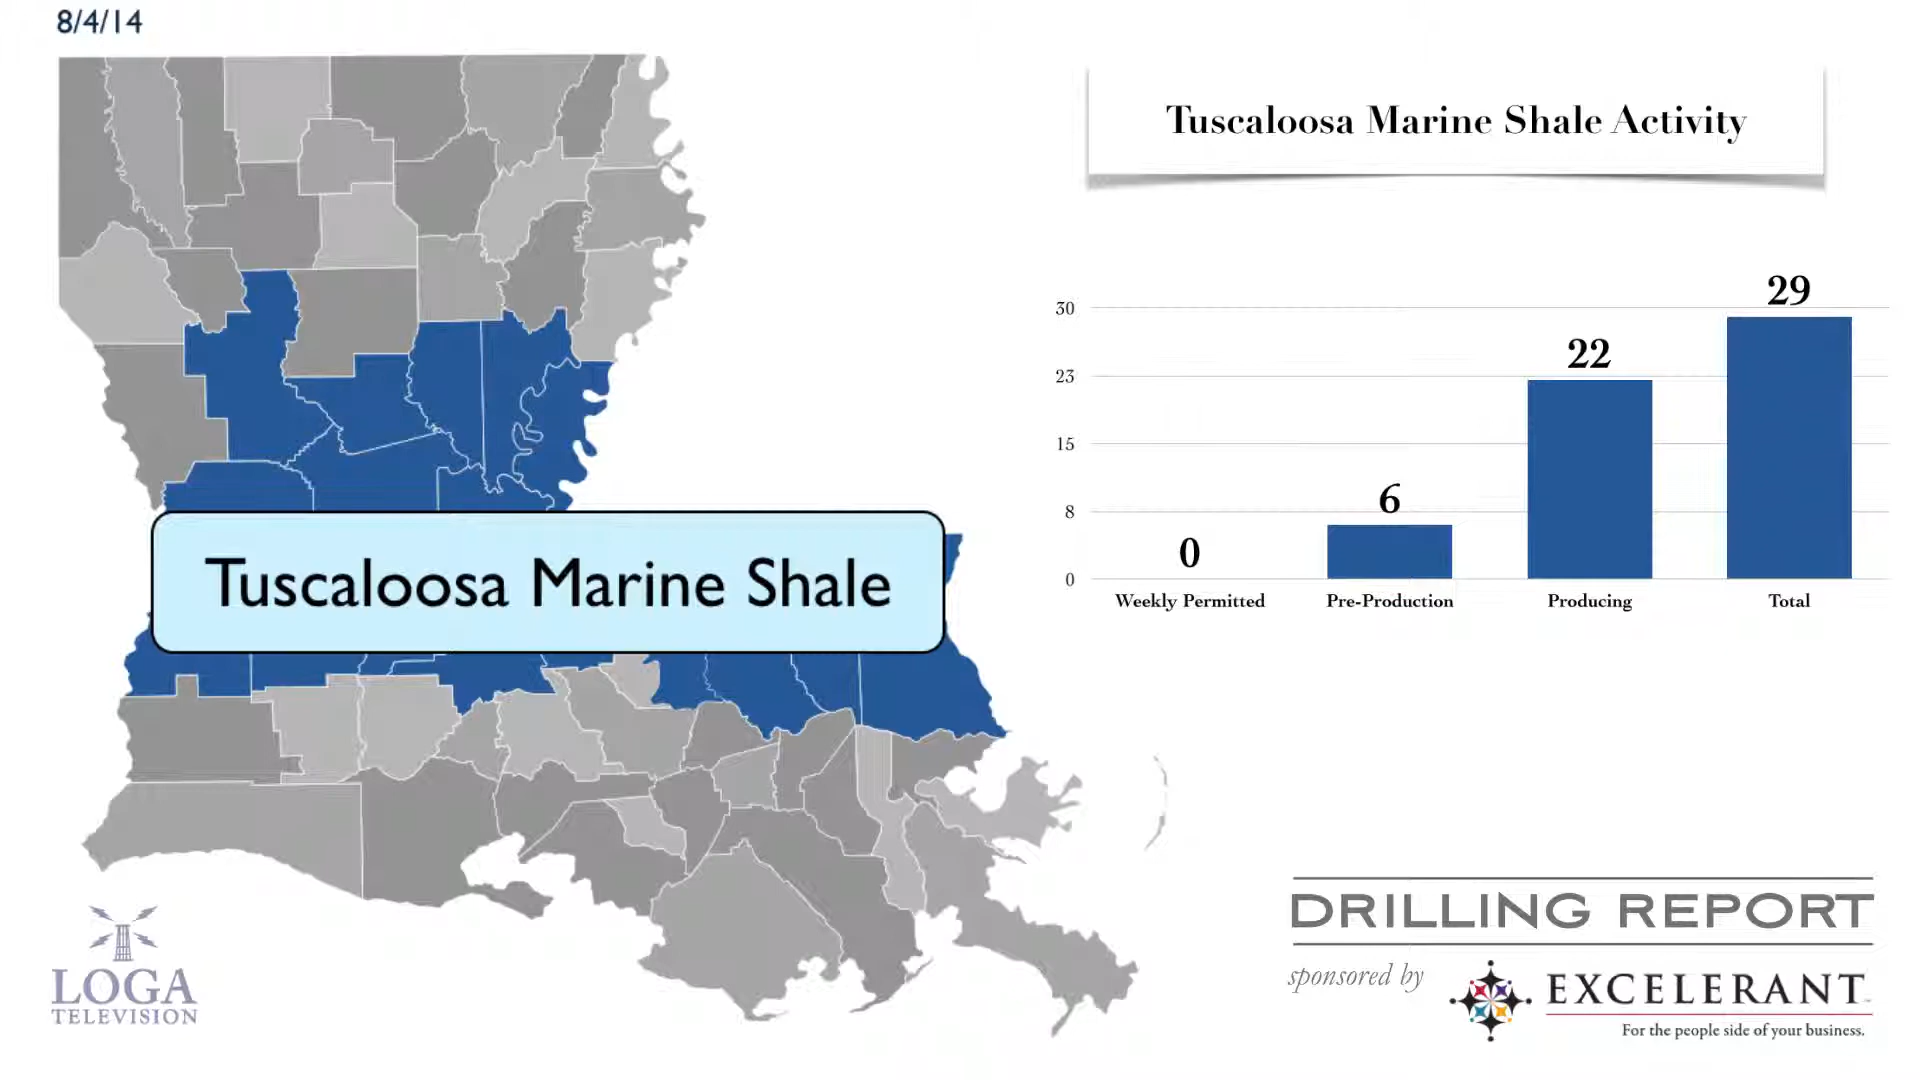 8/4/14
Tuscaloosa Marine Shale Activity
29
30
22
23
15
6
8
0
0
Weekly Permitted Pre-Production Producing Total
Tuscaloosa Marine Shale
DRILLING REPORT
sponsored by
EXCELERANT
For the people side of your business.
LOGA
TELEVISION